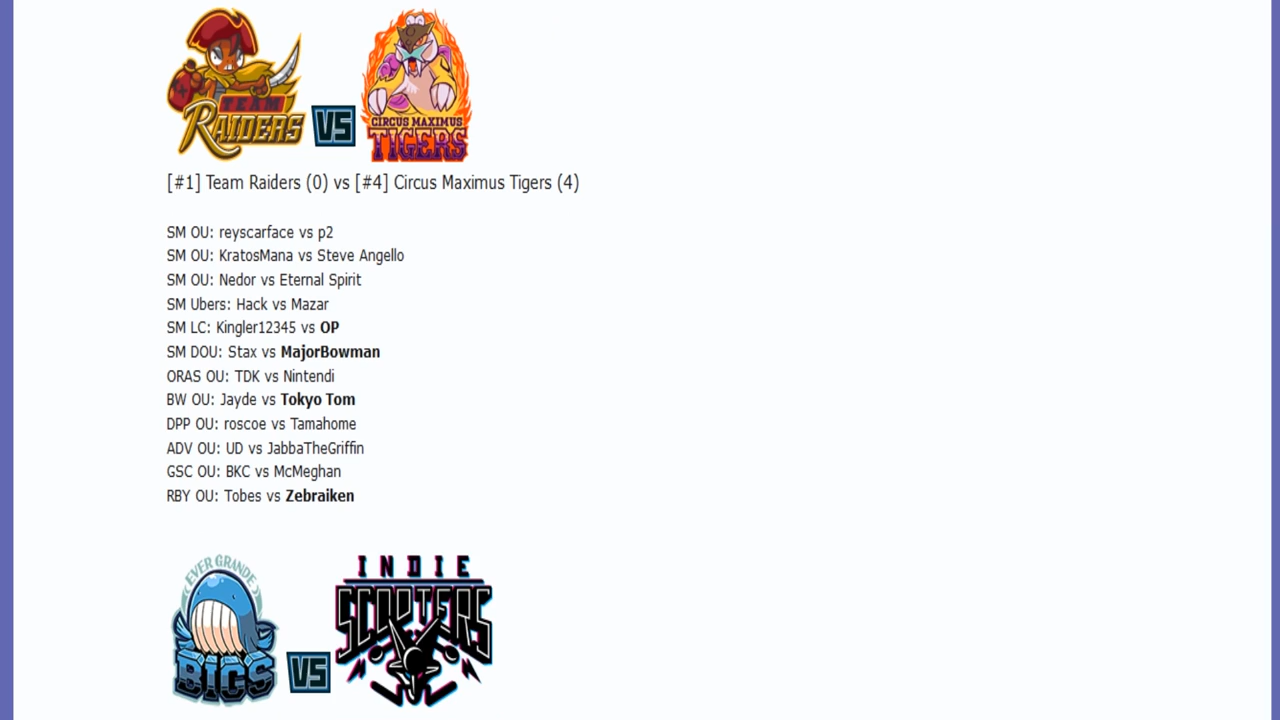 TEAM
RAIDERS
VS
CIRCUS MAXIMUS
TIGERS
[#1] Team Raiders (0) vs [#4] Circus Maximus Tigers (4)
SM OU: reyscarface vs p2
SM OU: KratosMana vs Steve Angello
SM OU: Nedor vs Eternal Spirit
SM Ubers: Hack vs Mazar
SM LC: Kingler12345 vs OP
SM DOU: Stax vs MajorBowman
ORAS OU: TDK vs Nintendi
BW OU: Jayde vs Tokyo Tom
DPP OU: roscoe vs Tamahome
ADV OU: UD vs JabbaTheGriffin
GSC OU: BKC vs McMeghan
RBY OU: Tobes vs Zebraiken
EVER GRANDE
BIGS
VS
INDIE
SCOOTERS